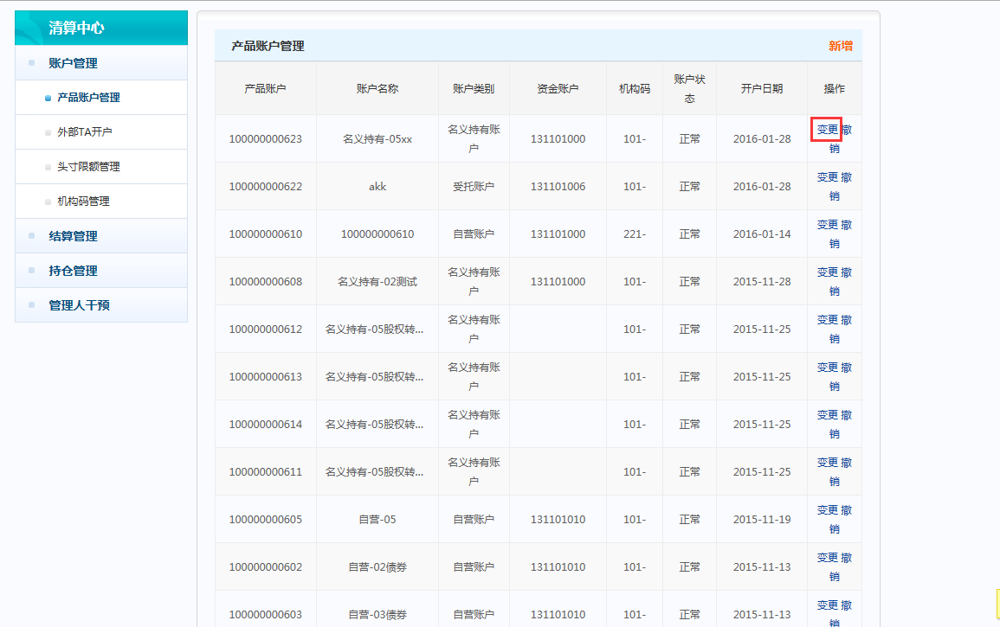 清算中心
账户管理
产品账户管理
外部TA开户
头寸限额管理
机构码管理
结算管理
持仓管理
管理人干预
产品账户管理 新增
产品账户 账户名称 账户类别 资金账户 机构码 账户状态 开户日期 操作
100000000623 名义持有-05xx 名义持有账户 131101000 101- 正常 2016-01-28 变更 撤销
100000000622 akk 受托账户 131101006 101- 正常 2016-01-28 变更 撤销
100000000610 100000000610 自营账户 131101000 221- 正常 2016-01-14 变更 撤销
100000000608 名义持有-02测试 名义持有账户 131101000 101- 正常 2015-11-28 变更 撤销
100000000612 名义持有-05股权转... 名义持有账户 101- 正常 2015-11-25 变更 撤销
100000000613 名义持有-05股权转... 名义持有账户 101- 正常 2015-11-25 变更 撤销
100000000614 名义持有-05股权转... 名义持有账户 101- 正常 2015-11-25 变更 撤销
100000000611 名义持有-05股权转... 名义持有账户 101- 正常 2015-11-25 变更 撤销
100000000605 自营-05 自营账户 131101010 101- 正常 2015-11-19 变更 撤销
100000000602 自营-02债券 自营账户 131101010 101- 正常 2015-11-13 变更 撤销
100000000603 自营-03债券 自营账户 131101010 101- 正常 2015-11-13 变更 撤销